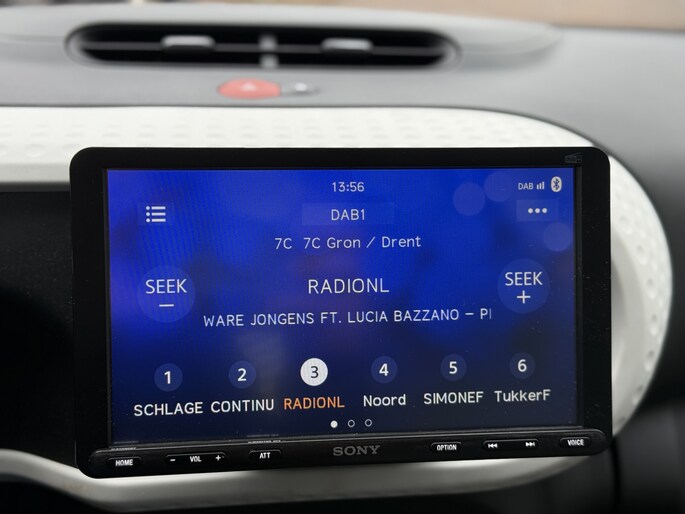 13:56
DAB
DAB1
7C 7C Gron / Drent
SEEK
–
RADIONL
SEEK
+
WARE JONGENS FT. LUCIA BAZZANO – P
1 2 3 4 5 6
SCHLAGE CONTINU RADIONL Noord SIMONEF TukkerF
HOME – VOL + ATT SONY OPTION VOICE